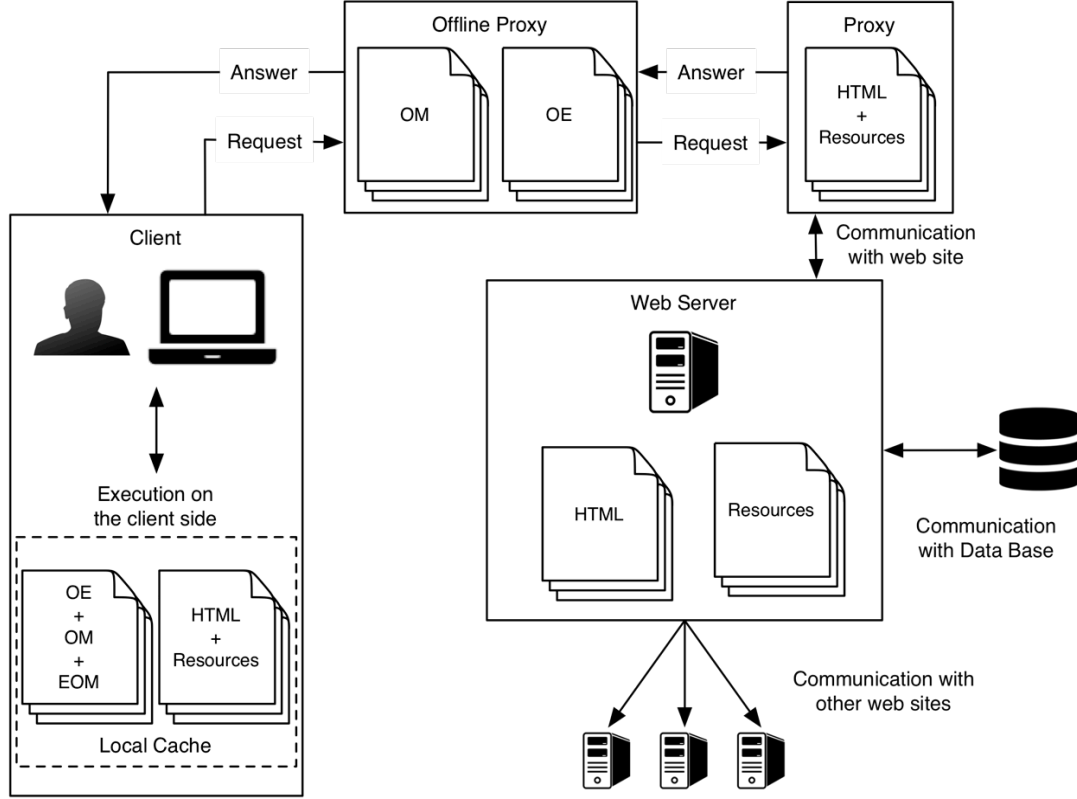 Offline Proxy
Proxy
Answer
Request
OM
OE
Answer
Request
HTML
+
Resources
Client
Communication
with web site
Web Server
HTML
Resources
Communication
with Data Base
Execution on
the client side
OE
+
OM
+
EOM
HTML
+
Resources
Local Cache
Communication with
other web sites